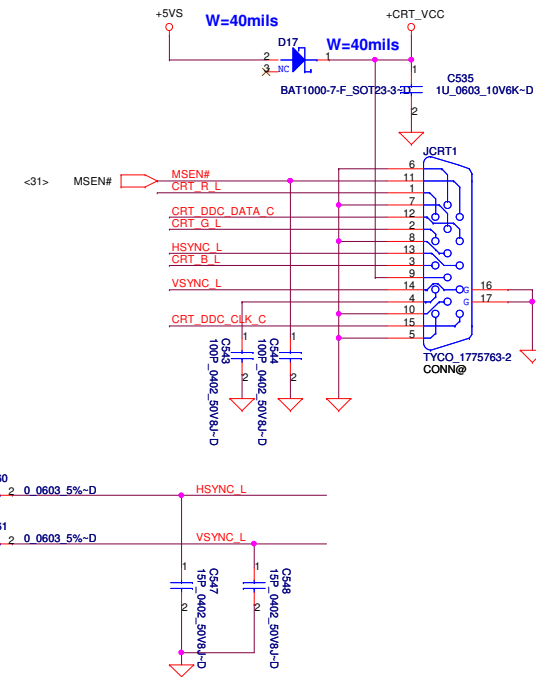 +5VS
W=40mils
+CRT_VCC
D17
W=40mils
2
1
3
NC
1
BAT1000-7-F_SOT23-3~D
C535
1U_0603_10V6K~D
2
JCRT1
<31>
MSEN#
MSEN#
CRT_R_L
CRT_DDC_DATA_C
CRT_G_L
HSYNC_L
CRT_B_L
VSYNC_L
CRT_DDC_CLK_C
6
11
1
7
12
2
8
13
3
9
14
4
10
15
5
G
G
16
17
1
C543
100P_0402_50V8J~D
2
1
C544
100P_0402_50V8J~D
2
TYCO_1775763-2
CONN@
60
2
0_0603_5%~D
HSYNC_L
61
2
0_0603_5%~D
VSYNC_L
1
C547
15P_0402_50V8J~D
2
1
C548
15P_0402_50V8J~D
2